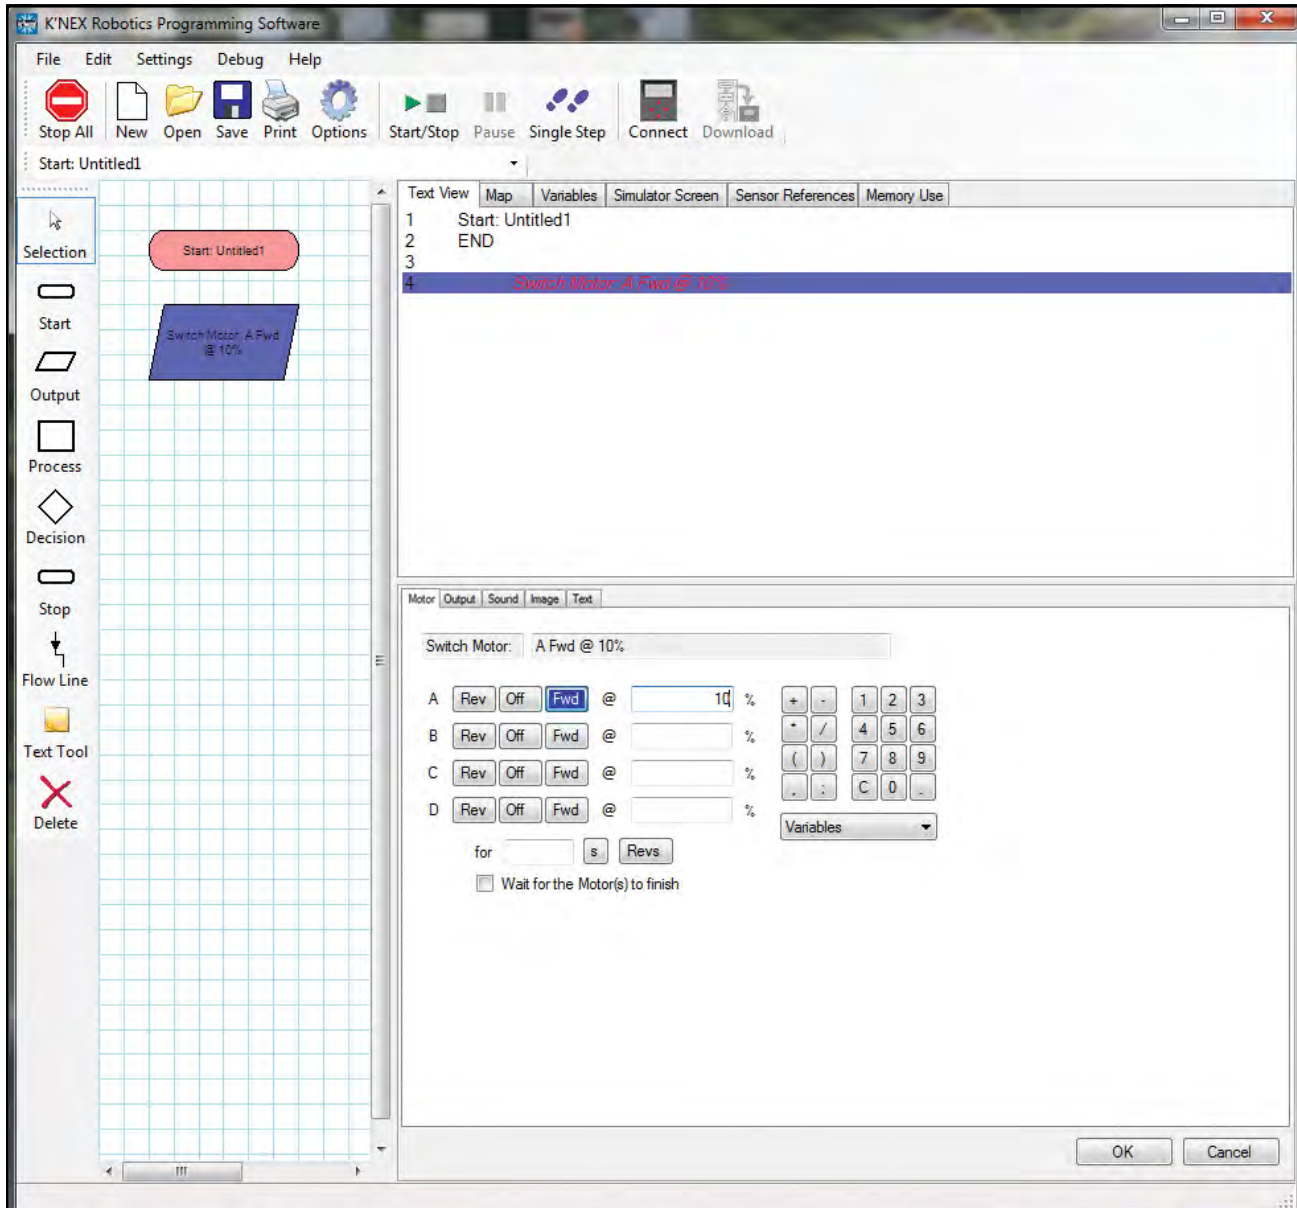 K'NEX Robotics Programming Software
File Edit Settings Debug Help
Stop All New Open Save Print Options Start/Stop Pause Single Step Connect Download
Start: Untitled1
Selection
Start
Output
Process
Decision
Stop
Flow Line
Text Tool
Delete
Start: Untitled1
Switch Motor: A Fwd
@ 10%
Text View Map Variables Simulator Screen Sensor References Memory Use
1 Start: Untitled1
2 END
3
4 Switch Motor: A Fwd @ 10%
Motor Output Sound Image Text
Switch Motor: A Fwd @ 10%
A Rev Off Fwd @ 10 % + - 1 2 3
B Rev Off Fwd @ % * / 4 5 6
C Rev Off Fwd @ % ( ) 7 8 9
D Rev Off Fwd @ % , : C 0 .
Variables
for s Revs
Wait for the Motor(s) to finish
OK Cancel